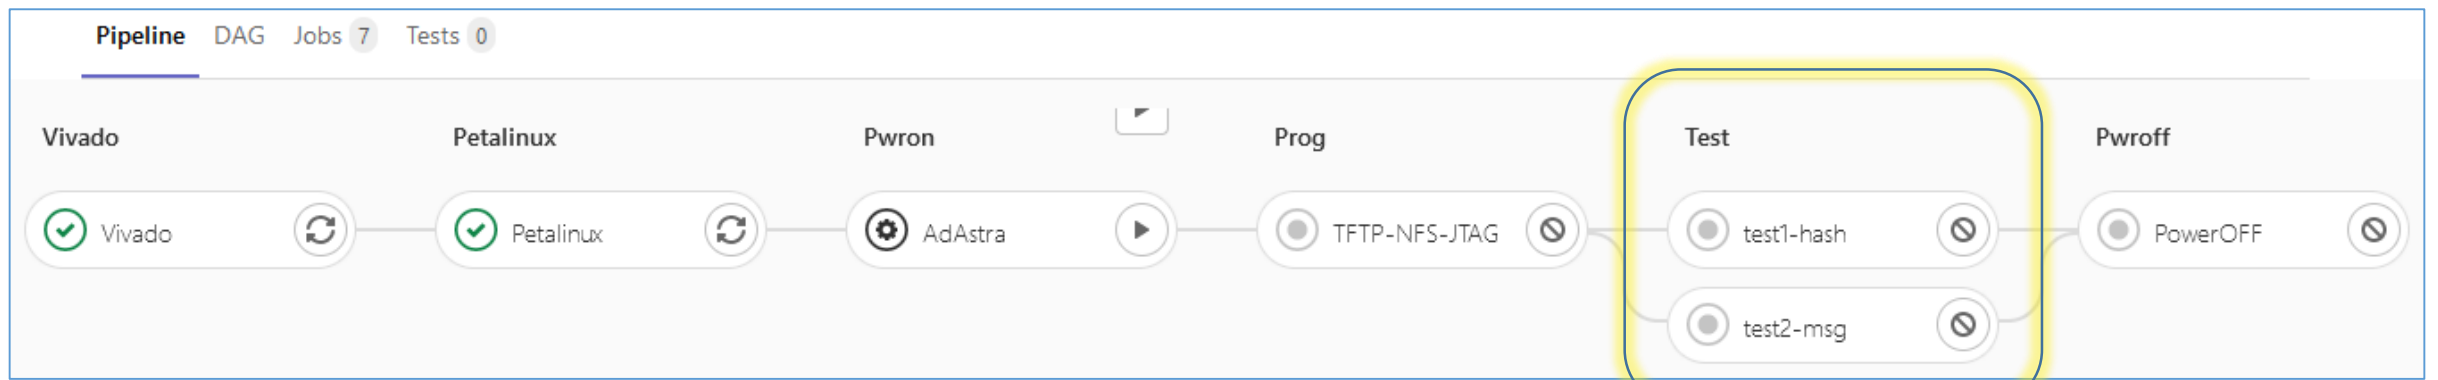 Pipeline DAG Jobs 7 Tests 0
Vivado Petalinux Pwron Prog Test Pwroff
Vivado Petalinux AdAstra TFTP-NFS-JTAG test1-hash PowerOFF
test2-msg